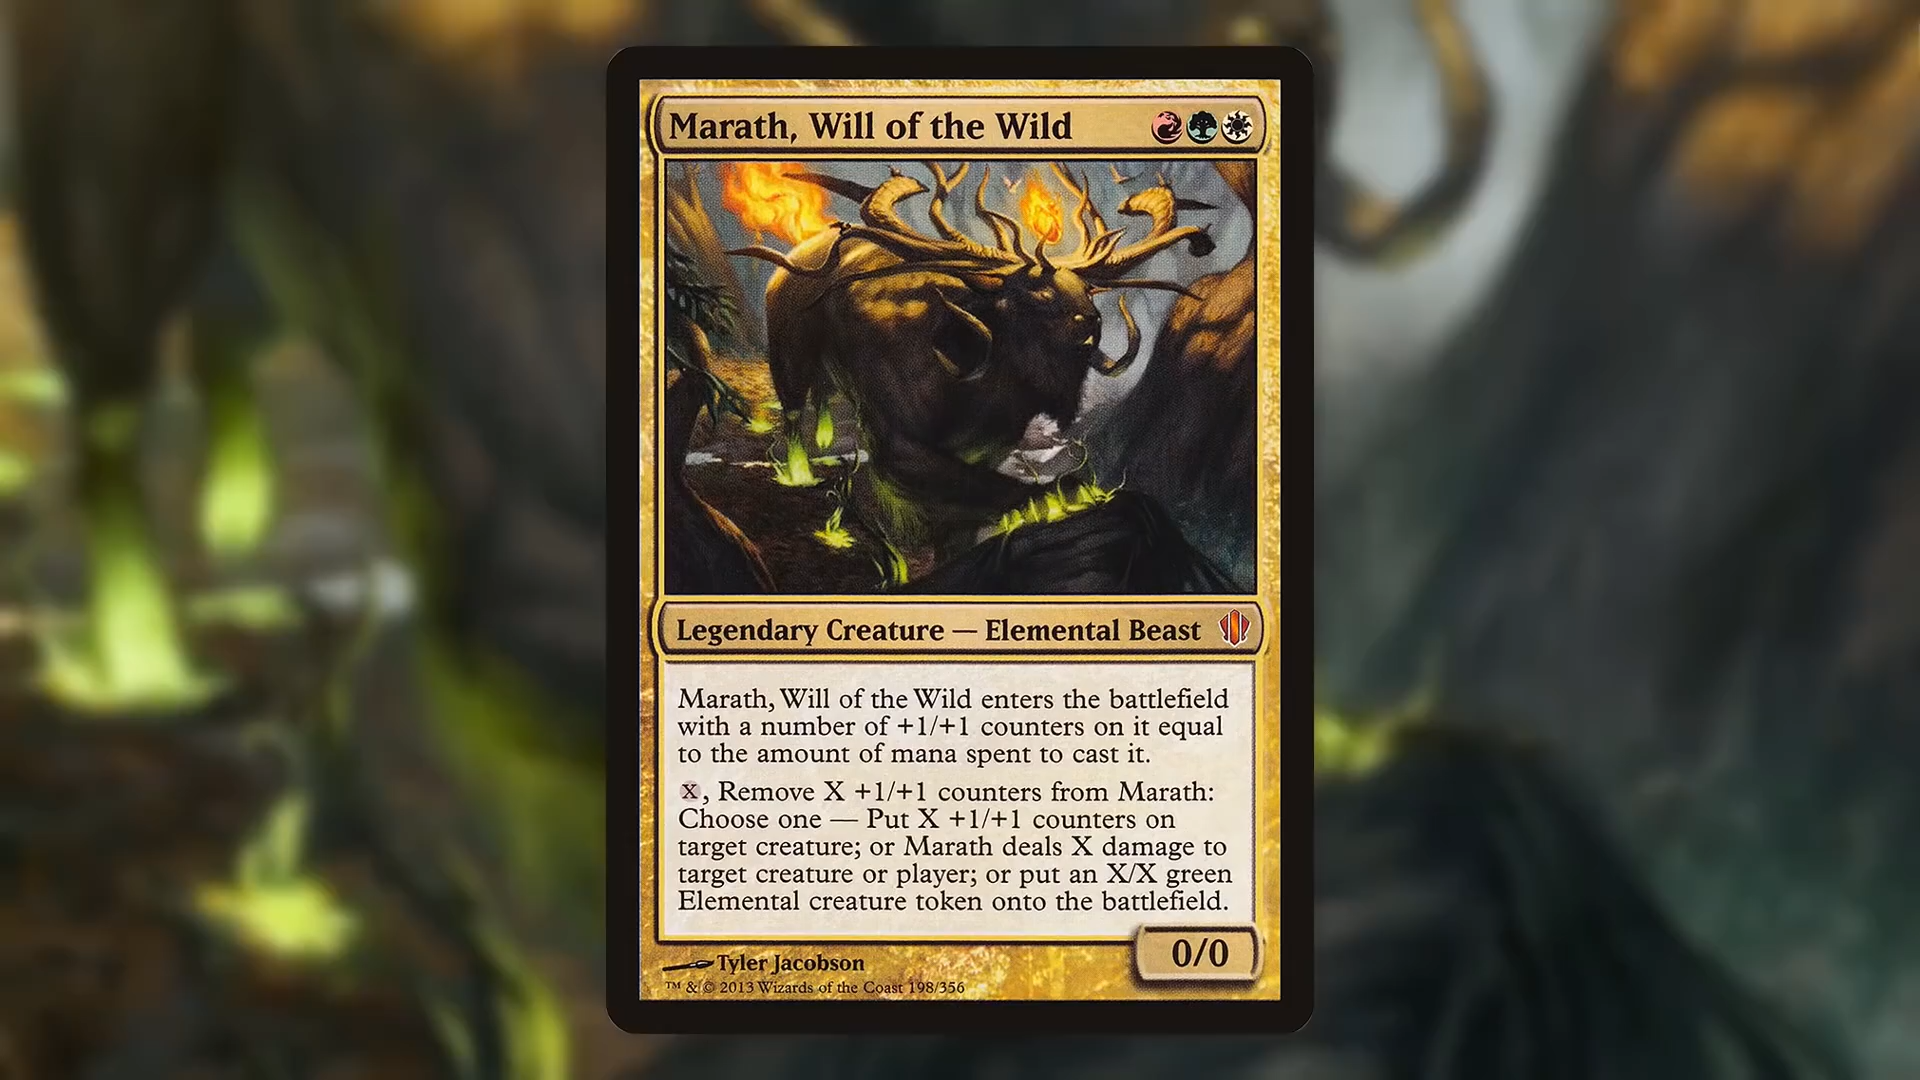 Marath, Will of the Wild
Legendary Creature — Elemental Beast
Marath, Will of the Wild enters the battlefield
with a number of +1/+1 counters on it equal
to the amount of mana spent to cast it.
X, Remove X +1/+1 counters from Marath:
Choose one — Put X +1/+1 counters on
target creature; or Marath deals X damage to
target creature or player; or put an X/X green
Elemental creature token onto the battlefield.
0/0
Tyler Jacobson
™ & © 2013 Wizards of the Coast 198/356